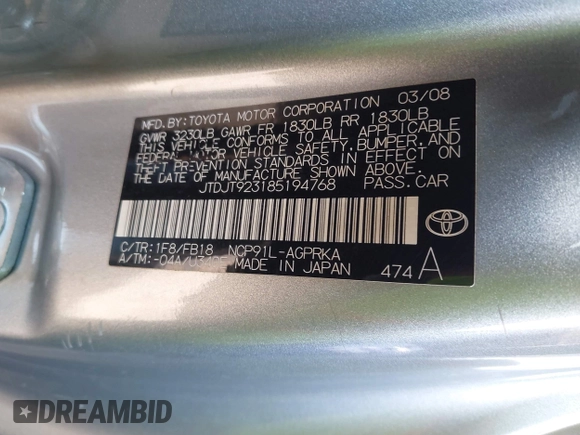 MFD. BY: TOYOTA MOTOR CORPORATION 03/08
GVWR 3230LB GAWR FR 1830LB RR 1830LB
THIS VEHICLE CONFORMS TO ALL APPLICABLE
FEDERAL MOTOR VEHICLE SAFETY, BUMPER, AND
THEFT PREVENTION STANDARDS IN EFFECT ON
THE DATE OF MANUFACTURE SHOWN ABOVE.
JTDJT923185194768 PASS. CAR
C/TR: 1F8/FB18 NCP91L-AGPRKA
A/TM: -04A/ MADE IN JAPAN 474 A
DREAMBID